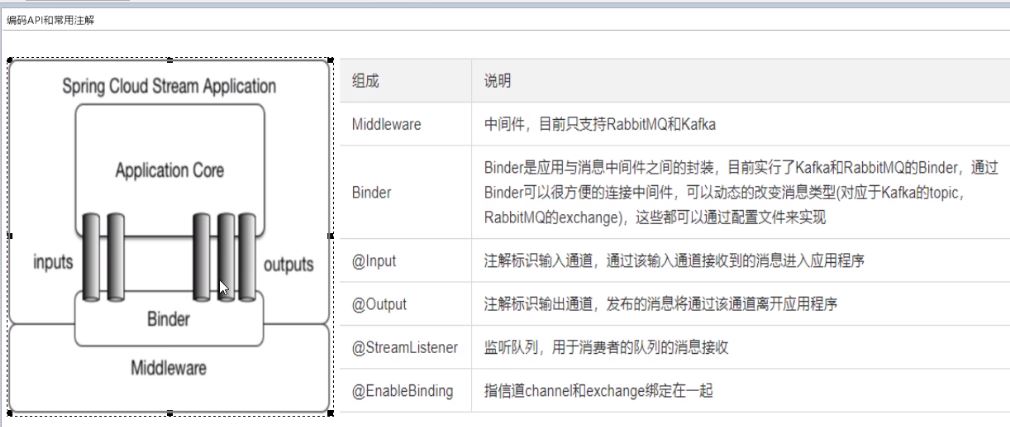 编码API和常用注解
Spring Cloud Stream Application
Application Core
inputs
outputs
Binder
Middleware
组成 说明
Middleware 中间件，目前只支持RabbitMQ和Kafka
Binder Binder是应用与消息中间件之间的封装，目前实行了Kafka和RabbitMQ的Binder，通过
Binder可以很方便的连接中间件，可以动态的改变消息类型(对应于Kafka的topic，
RabbitMQ的exchange)，这些都可以通过配置文件来实现
@Input 注解标识输入通道，通过该输入通道接收到的消息进入应用程序
@Output 注解标识输出通道，发布的消息将通过该通道离开应用程序
@StreamListener 监听队列，用于消费者的队列的消息接收
@EnableBinding 指信道channel和exchange绑定在一起